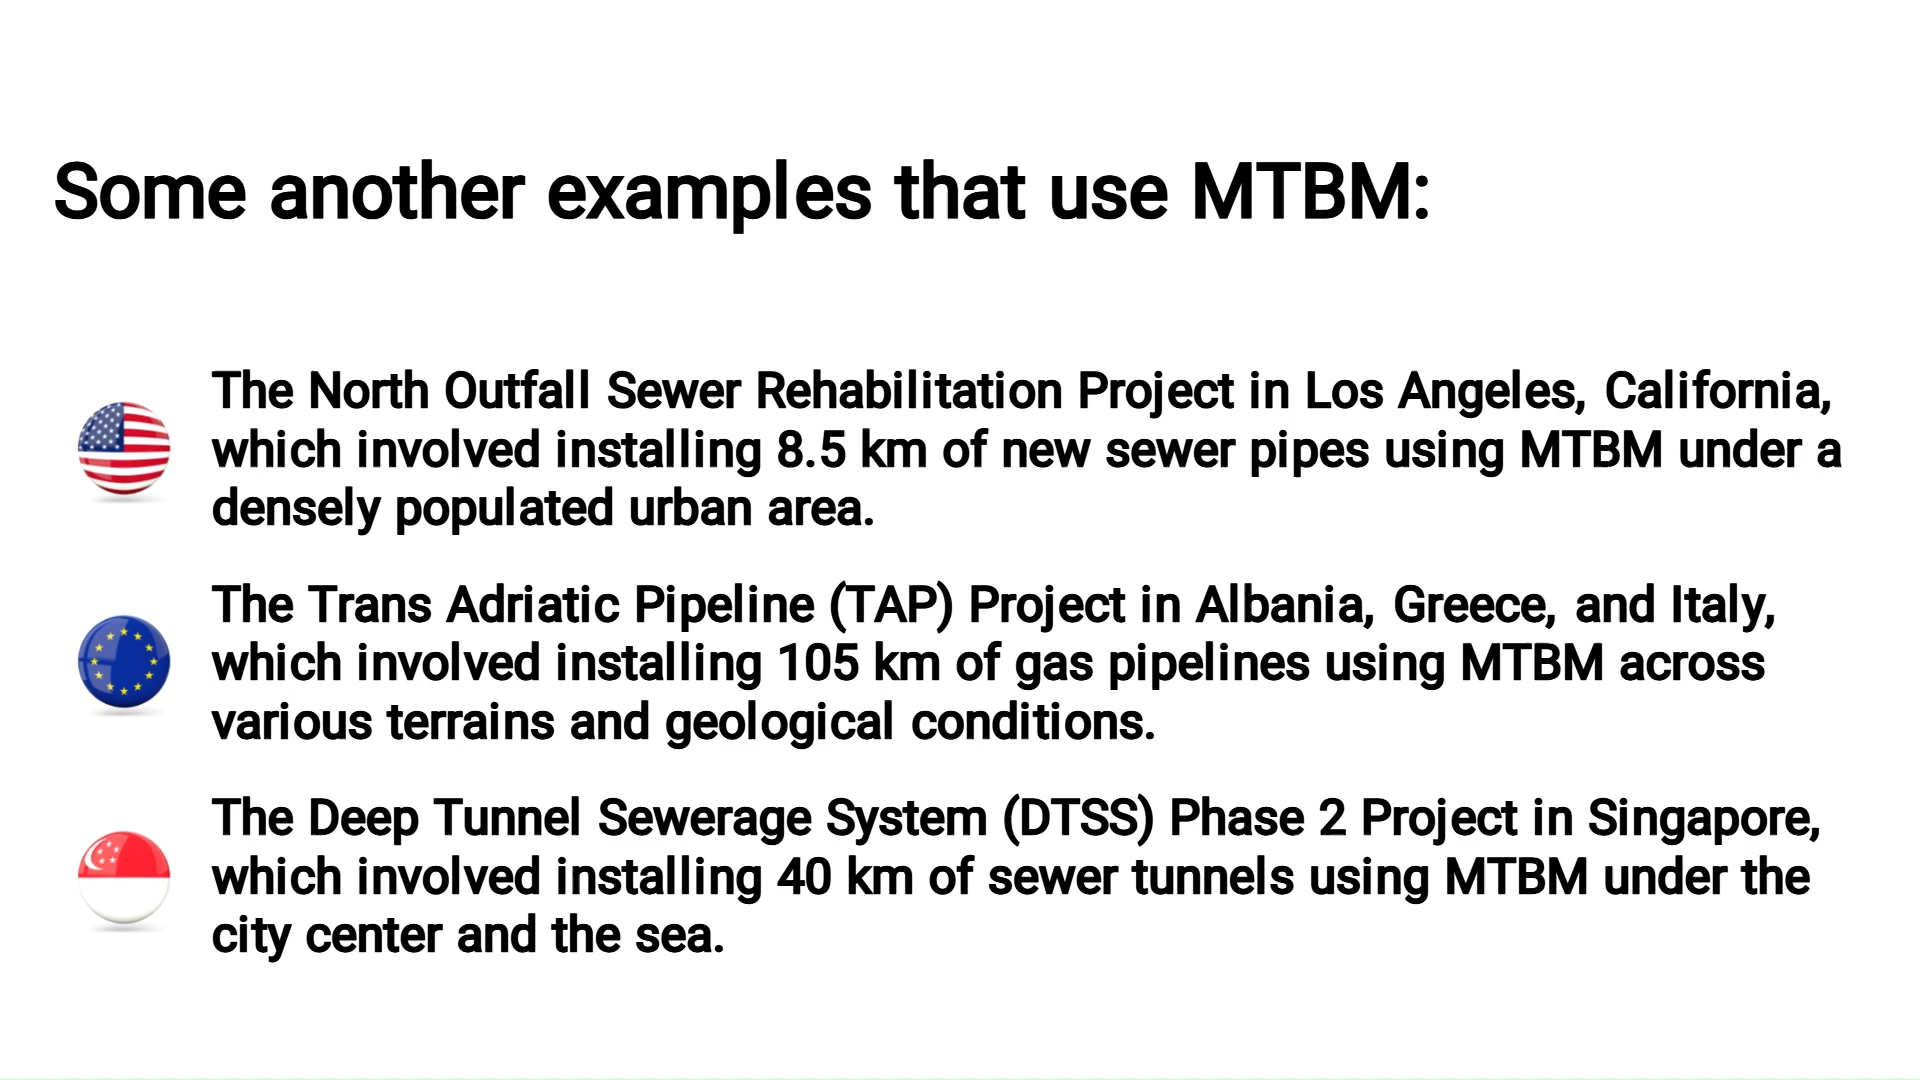 Some another examples that use MTBM:
The North Outfall Sewer Rehabilitation Project in Los Angeles, California,
which involved installing 8.5 km of new sewer pipes using MTBM under a
densely populated urban area.
The Trans Adriatic Pipeline (TAP) Project in Albania, Greece, and Italy,
which involved installing 105 km of gas pipelines using MTBM across
various terrains and geological conditions.
The Deep Tunnel Sewerage System (DTSS) Phase 2 Project in Singapore,
which involved installing 40 km of sewer tunnels using MTBM under the
city center and the sea.